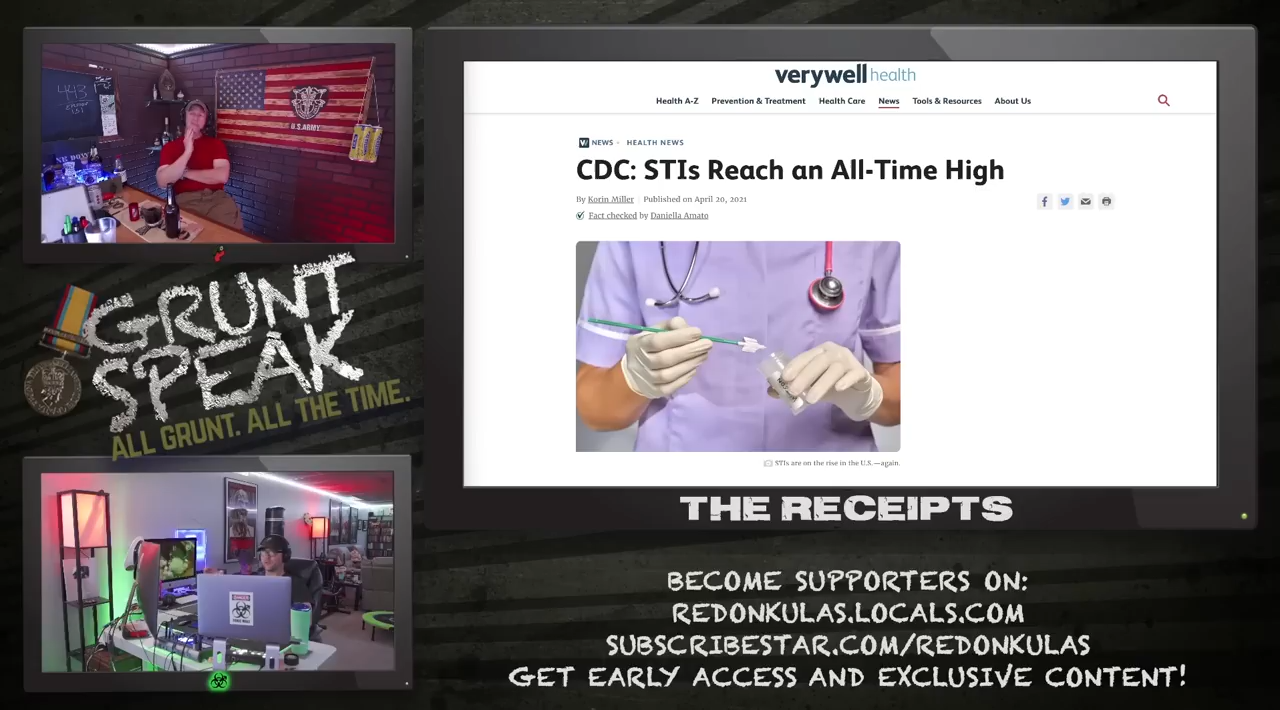 443
U.S. ARMY
GRUNT
SPEAK
ALL GRUNT. ALL THE TIME.
DANGER
verywell health
Health A-Z Prevention & Treatment Health Care News Tools & Resources About Us
NEWS HEALTH NEWS
CDC: STIs Reach an All-Time High
By Korin Miller Published on April 20, 2021
Fact checked by Daniella Amato
STIs are on the rise in the U.S.—again.
THE RECEIPTS
BECOME SUPPORTERS ON:
REDONKULAS.LOCALS.COM
SUBSCRIBESTAR.COM/REDONKULAS
GET EARLY ACCESS AND EXCLUSIVE CONTENT!